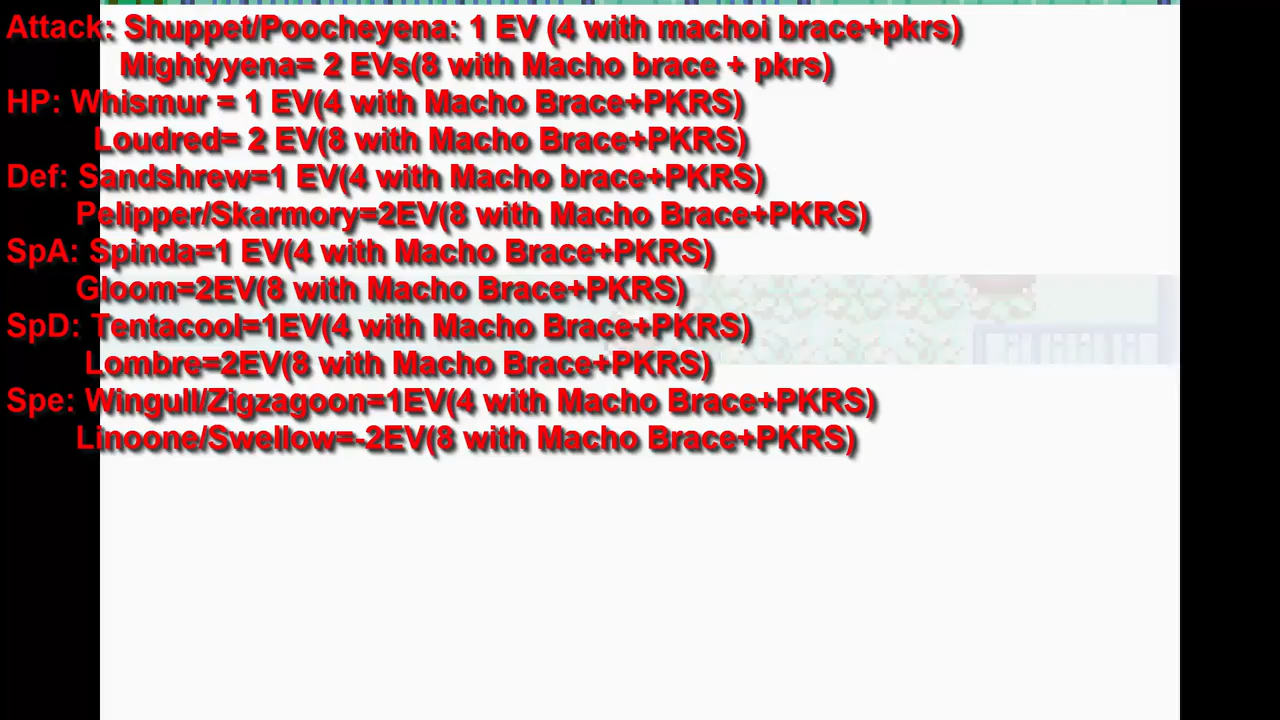 Attack: Shuppet/Poocheyena: 1 EV (4 with machoi brace+pkrs)
Mightyyena= 2 EVs(8 with Macho brace + pkrs)
HP: Whismur = 1 EV(4 with Macho Brace+PKRS)
Loudred= 2 EV(8 with Macho Brace+PKRS)
Def: Sandshrew=1 EV(4 with Macho brace+PKRS)
Pelipper/Skarmory=2EV(8 with Macho Brace+PKRS)
SpA: Spinda=1 EV(4 with Macho Brace+PKRS)
Gloom=2EV(8 with Macho Brace+PKRS)
SpD: Tentacool=1EV(4 with Macho Brace+PKRS)
Lombre=2EV(8 with Macho Brace+PKRS)
Spe: Wingull/Zigzagoon=1EV(4 with Macho Brace+PKRS)
Linoone/Swellow=-2EV(8 with Macho Brace+PKRS)